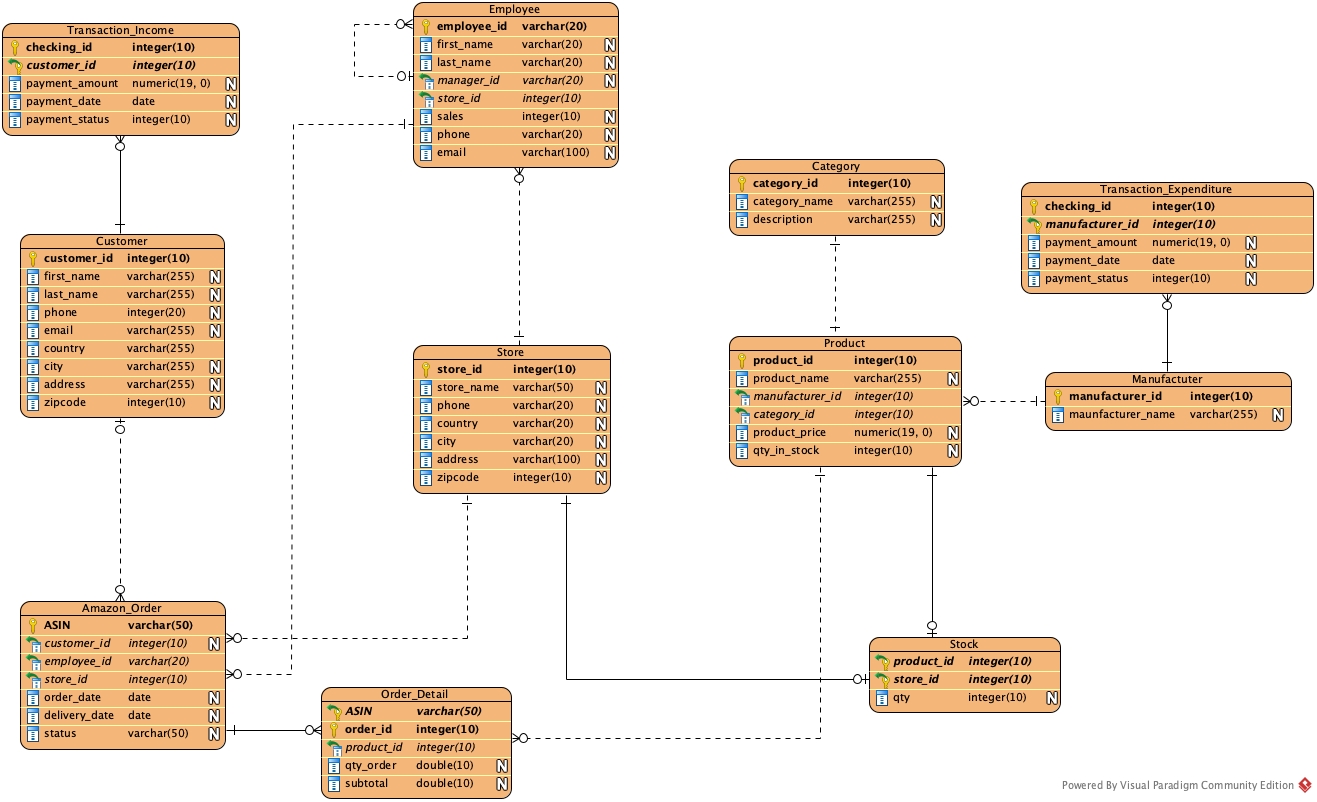 Transaction_Income
checking_id integer(10)
customer_id integer(10)
payment_amount numeric(19, 0) N
payment_date date N
payment_status integer(10) N
Employee
employee_id varchar(20)
first_name varchar(20) N
last_name varchar(20) N
manager_id varchar(20) N
store_id integer(10)
sales integer(10) N
phone varchar(20) N
email varchar(100) N
Category
category_id integer(10)
category_name varchar(255) N
description varchar(255) N
Transaction_Expenditure
checking_id integer(10)
manufacturer_id integer(10)
payment_amount numeric(19, 0) N
payment_date date N
payment_status integer(10) N
Customer
customer_id integer(10)
first_name varchar(255) N
last_name varchar(255) N
phone integer(20) N
email varchar(255) N
country varchar(255)
city varchar(255) N
address varchar(255) N
zipcode integer(10) N
Store
store_id integer(10)
store_name varchar(50) N
phone varchar(20) N
country varchar(20) N
city varchar(20) N
address varchar(100) N
zipcode integer(10) N
Product
product_id integer(10)
product_name varchar(255) N
manufacturer_id integer(10)
category_id integer(10)
product_price numeric(19, 0) N
qty_in_stock integer(10) N
Manufactuter
manufacturer_id integer(10)
maunfacturer_name varchar(255) N
Amazon_Order
ASIN varchar(50)
customer_id integer(10) N
employee_id varchar(20)
store_id integer(10)
order_date date N
delivery_date date N
status varchar(50) N
Stock
product_id integer(10)
store_id integer(10)
qty integer(10) N
Order_Detail
ASIN varchar(50)
order_id integer(10)
product_id integer(10)
qty_order double(10) N
subtotal double(10) N
Powered By Visual Paradigm Community Edition